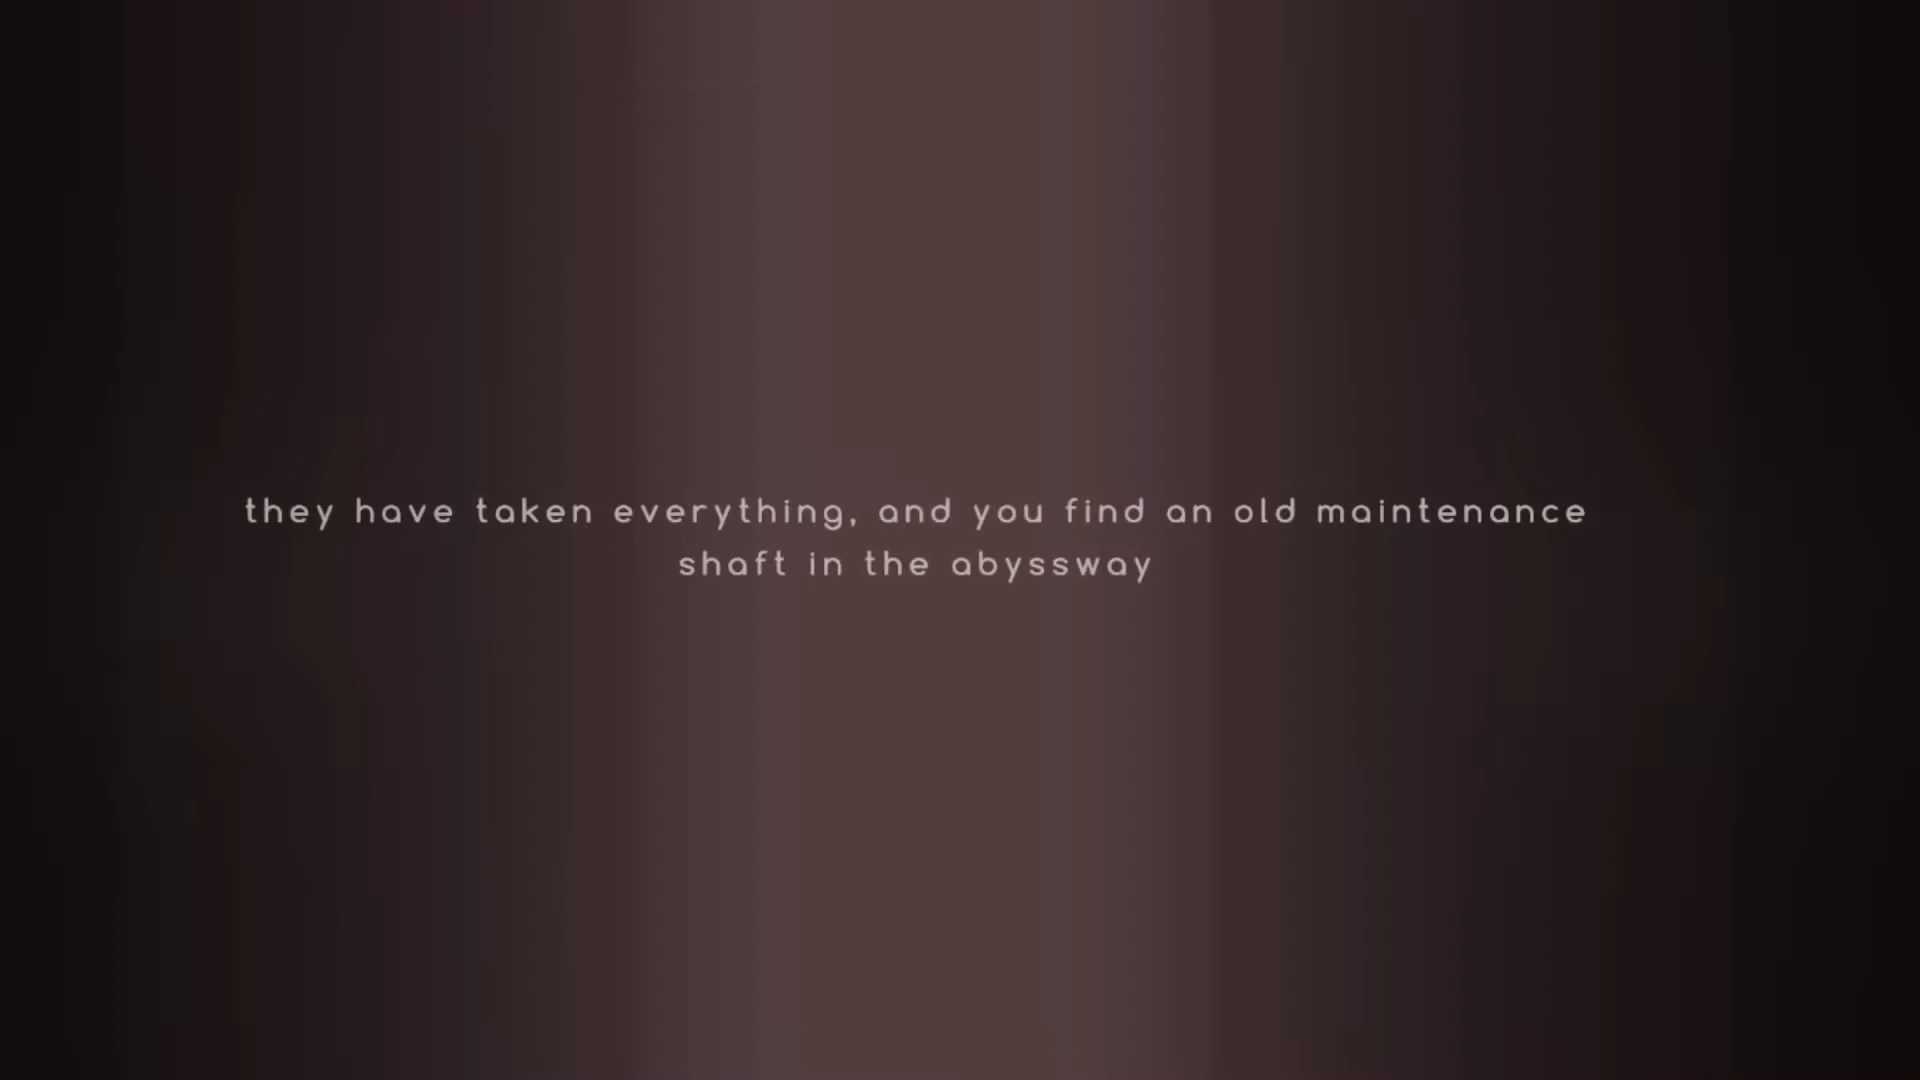 they have taken everything, and you find an old maintenance
shaft in the abyssway